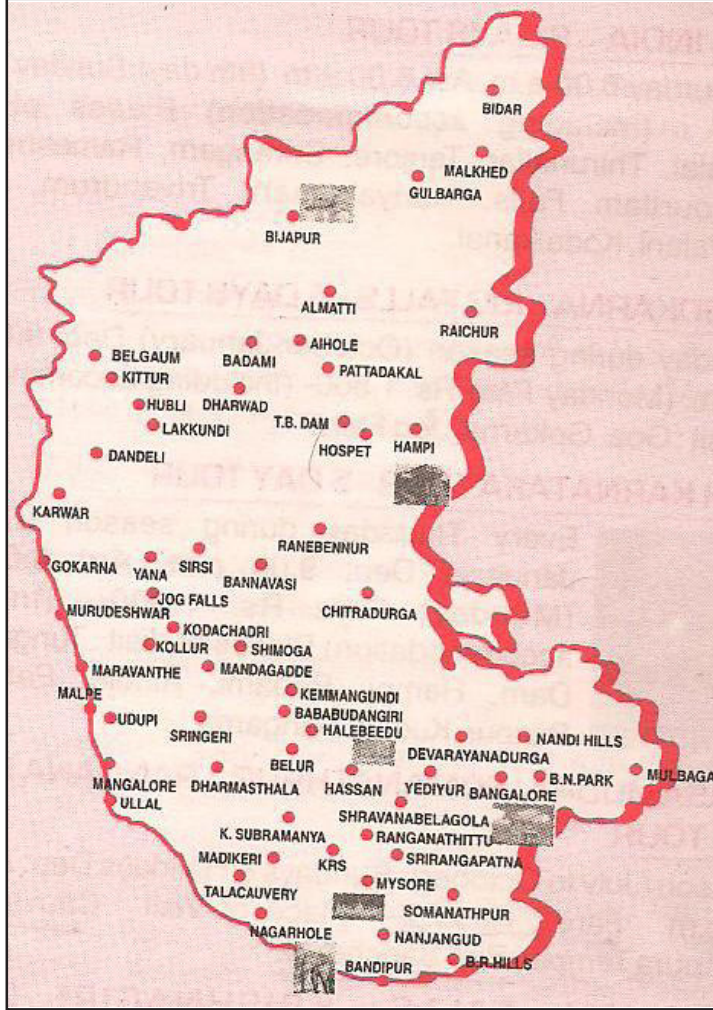 BIDAR
MALKHED
GULBARGA
BIJAPUR
ALMATTI
RAICHUR
AIHOLE
BELGAUM
BADAMI
PATTADAKAL
KITTUR
DHARWAD
HUBLI
T.B. DAM
LAKKUNDI
HOSPET
HAMPI
DANDELI
KARWAR
RANEBENNUR
GOKARNA
YANA
SIRSI
BANNAVASI
JOG FALLS
CHITRADURGA
MURUDESHWAR
KODACHADRI
KOLLUR
SHIMOGA
MARAVANTHE
MANDAGADDE
MALPE
KEMMANGUNDI
BABABUDANGIRI
UDUPI
HALEBEEDU
SRINGERI
NANDI HILLS
BELUR
DEVARAYANADURGA
MULBAGA
MANGALORE
DHARMASTHALA
HASSAN
YEDIYUR
BANGALORE
B.N.PARK
ULLAL
SHRAVANABELAGOLA
K. SUBRAMANYA
RANGANATHITTU
MADIKERI
KRS
SRIRANGAPATNA
TALACAUVERY
MYSORE
SOMANATHPUR
NAGARHOLE
NANJANGUD
BANDIPUR
B.R.HILLS